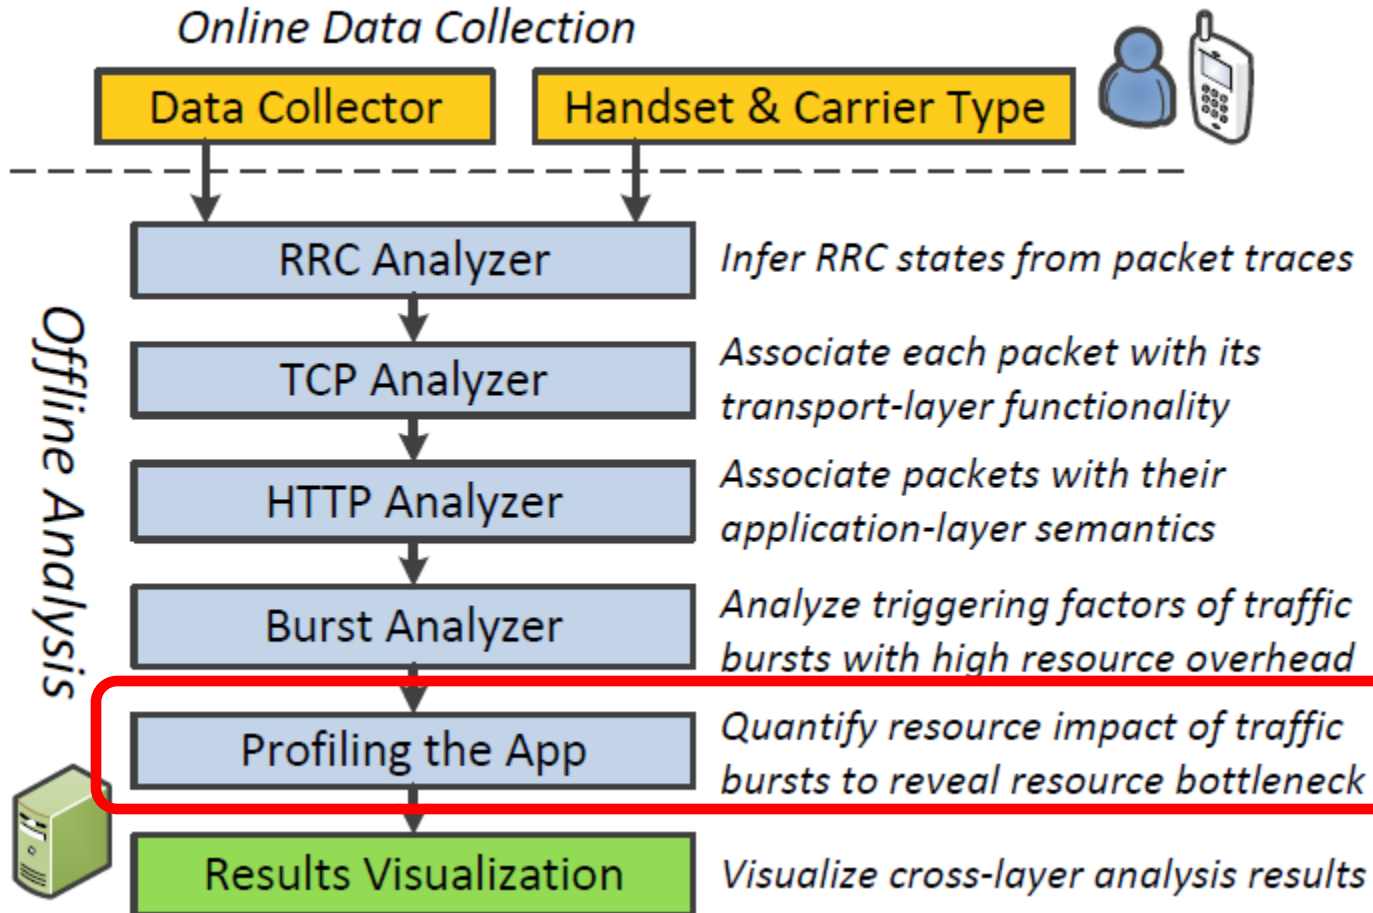 Online Data Collection
Data Collector
Handset & Carrier Type
Offline Analysis
RRC Analyzer
Infer RRC states from packet traces
TCP Analyzer
Associate each packet with its
transport-layer functionality
HTTP Analyzer
Associate packets with their
application-layer semantics
Burst Analyzer
Analyze triggering factors of traffic
bursts with high resource overhead
Profiling the App
Quantify resource impact of traffic
bursts to reveal resource bottleneck
Results Visualization
Visualize cross-layer analysis results